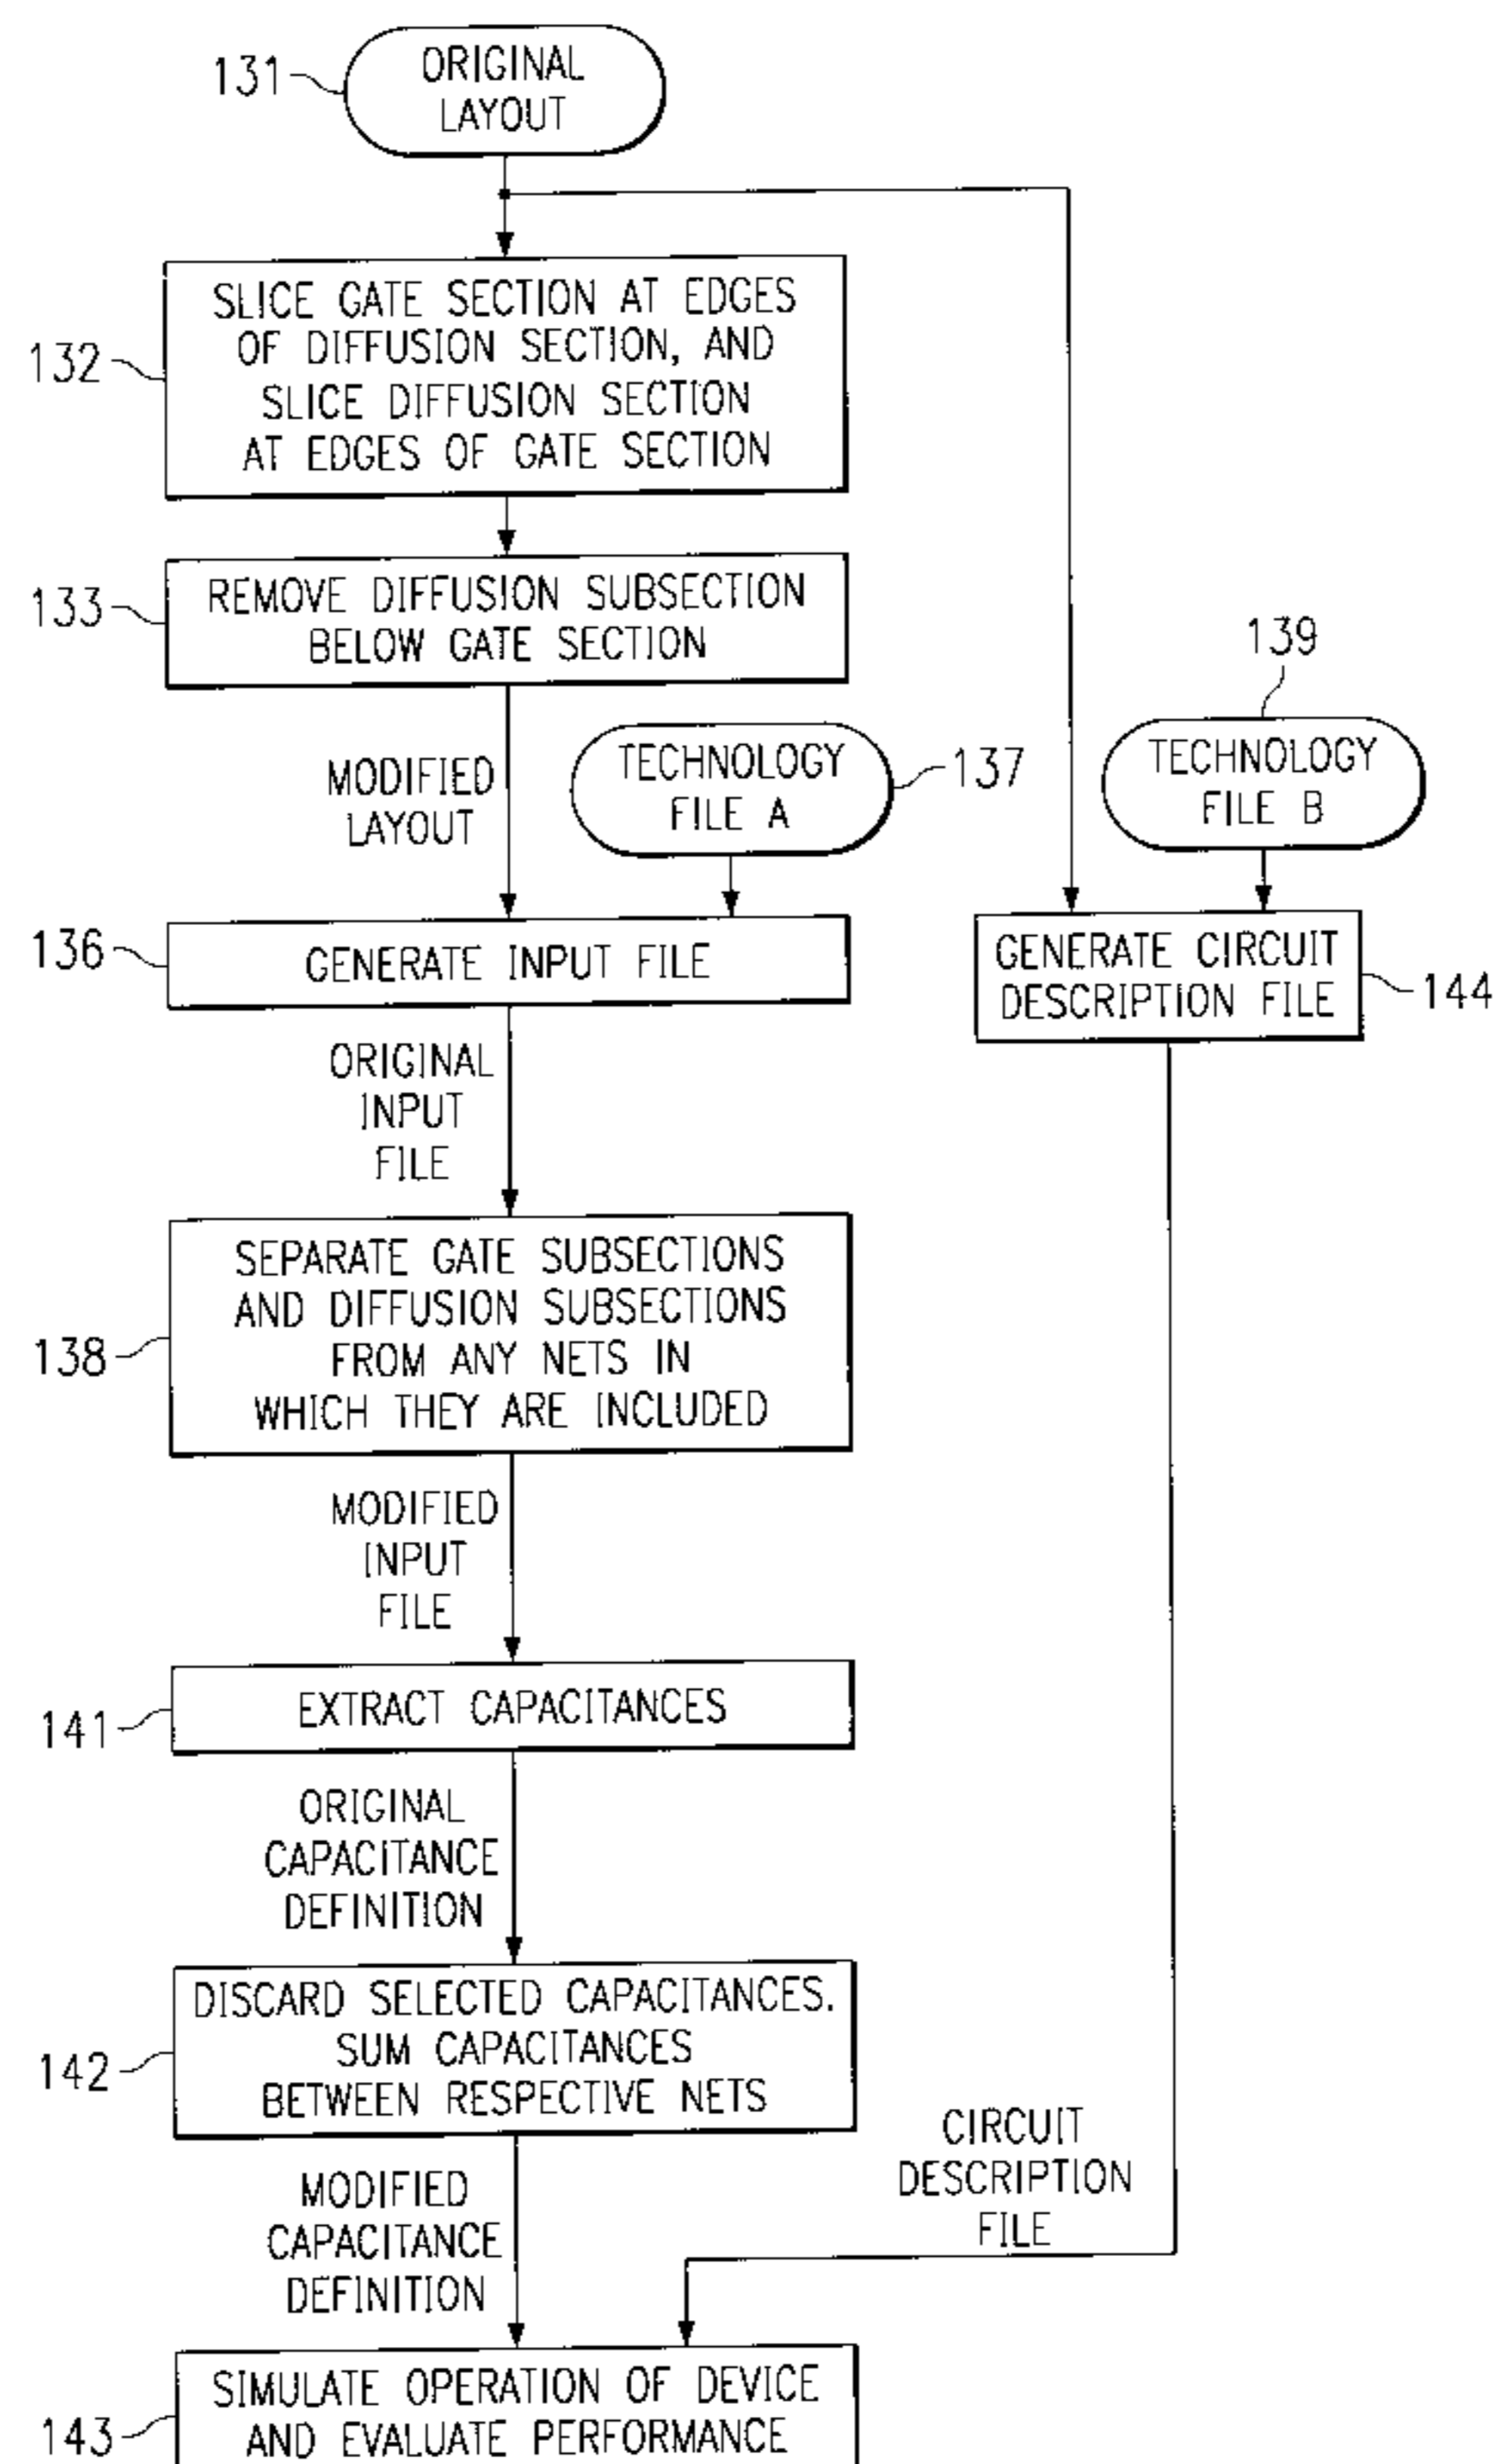 131
ORIGINAL
LAYOUT
132
SLICE GATE SECTION AT EDGES
OF DIFFUSION SECTION, AND
SLICE DIFFUSION SECTION
AT EDGES OF GATE SECTION
133
REMOVE DIFFUSION SUBSECTION
BELOW GATE SECTION
MODIFIED
LAYOUT
TECHNOLOGY
FILE A
137
139
TECHNOLOGY
FILE B
136
GENERATE INPUT FILE
GENERATE CIRCUIT
DESCRIPTION FILE
144
ORIGINAL
INPUT
FILE
138
SEPARATE GATE SUBSECTIONS
AND DIFFUSION SUBSECTIONS
FROM ANY NETS IN
WHICH THEY ARE INCLUDED
MODIFIED
INPUT
FILE
141
EXTRACT CAPACITANCES
ORIGINAL
CAPACITANCE
DEFINITION
142
DISCARD SELECTED CAPACITANCES.
SUM CAPACITANCES
BETWEEN RESPECTIVE NETS
MODIFIED
CAPACITANCE
DEFINITION
CIRCUIT
DESCRIPTION
FILE
143
SIMULATE OPERATION OF DEVICE
AND EVALUATE PERFORMANCE